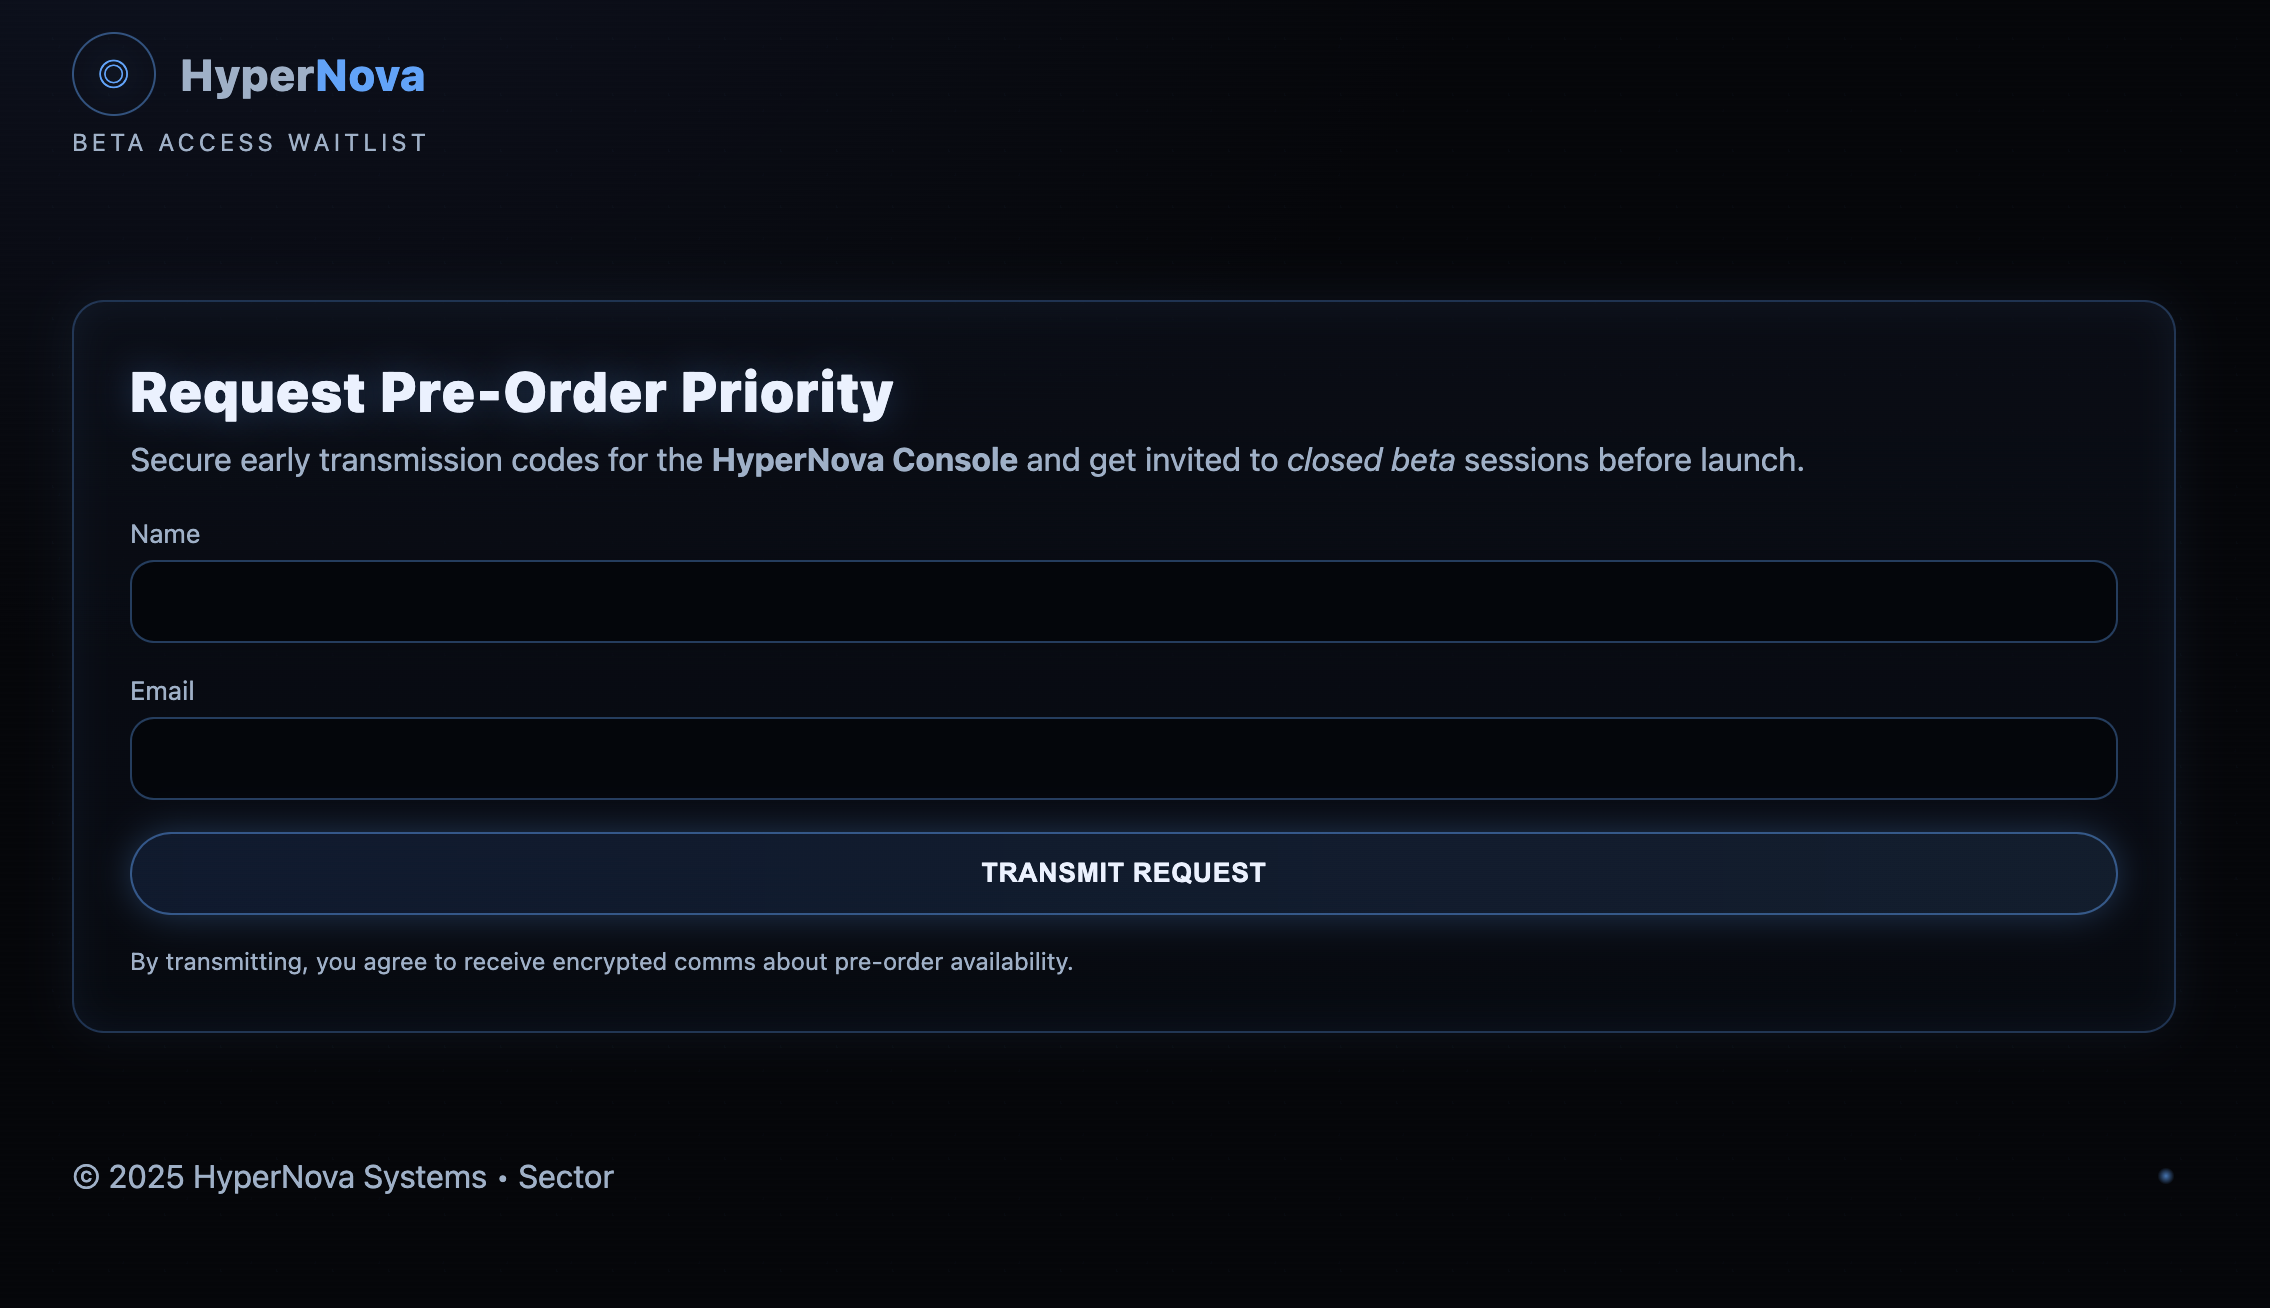 HyperNova
BETA ACCESS WAITLIST
Request Pre-Order Priority
Secure early transmission codes for the HyperNova Console and get invited to closed beta sessions before launch.
Name
Email
TRANSMIT REQUEST
By transmitting, you agree to receive encrypted comms about pre-order availability.
© 2025 HyperNova Systems • Sector